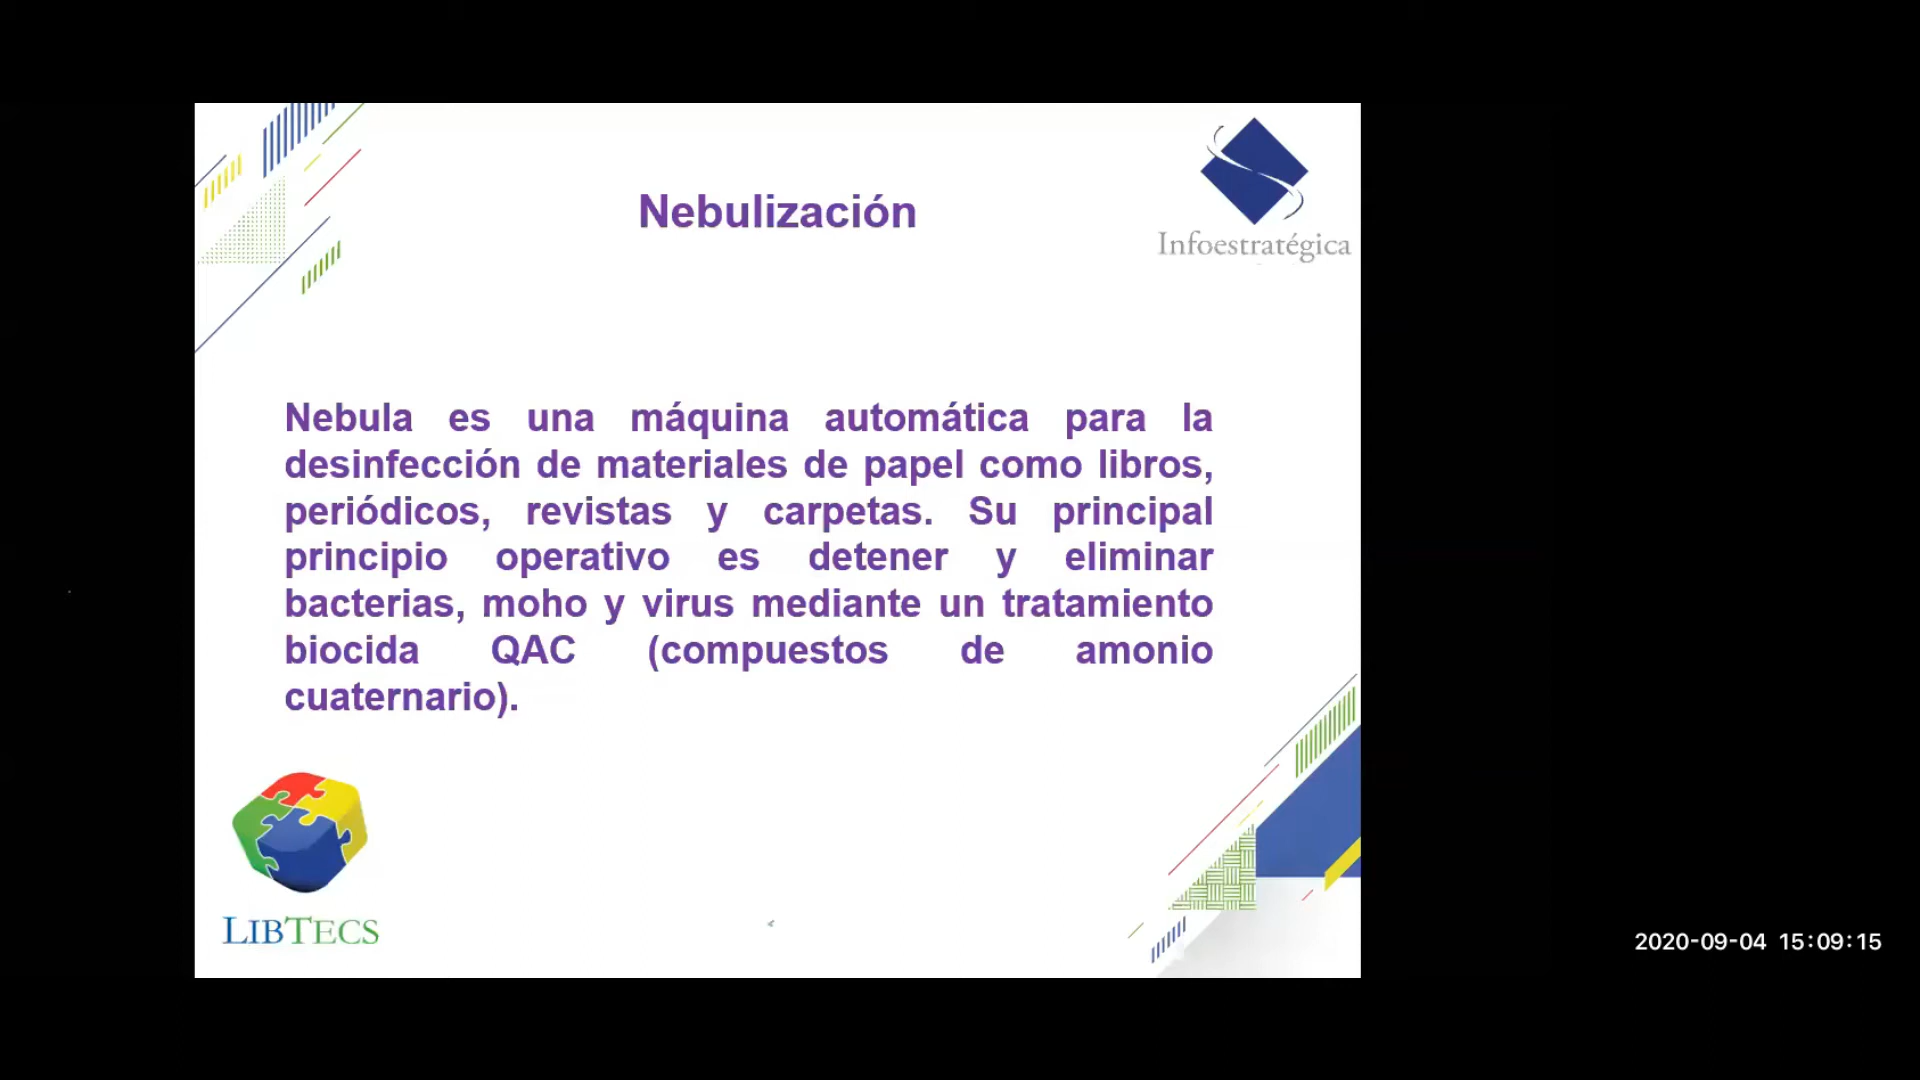 Nebulización
Infoestratégica
Nebula es una máquina automática para la
desinfección de materiales de papel como libros,
periódicos, revistas y carpetas. Su principal
principio operativo es detener y eliminar
bacterias, moho y virus mediante un tratamiento
biocida QAC (compuestos de amonio
cuaternario).
LIBTECS
2020-09-04 15:09:15